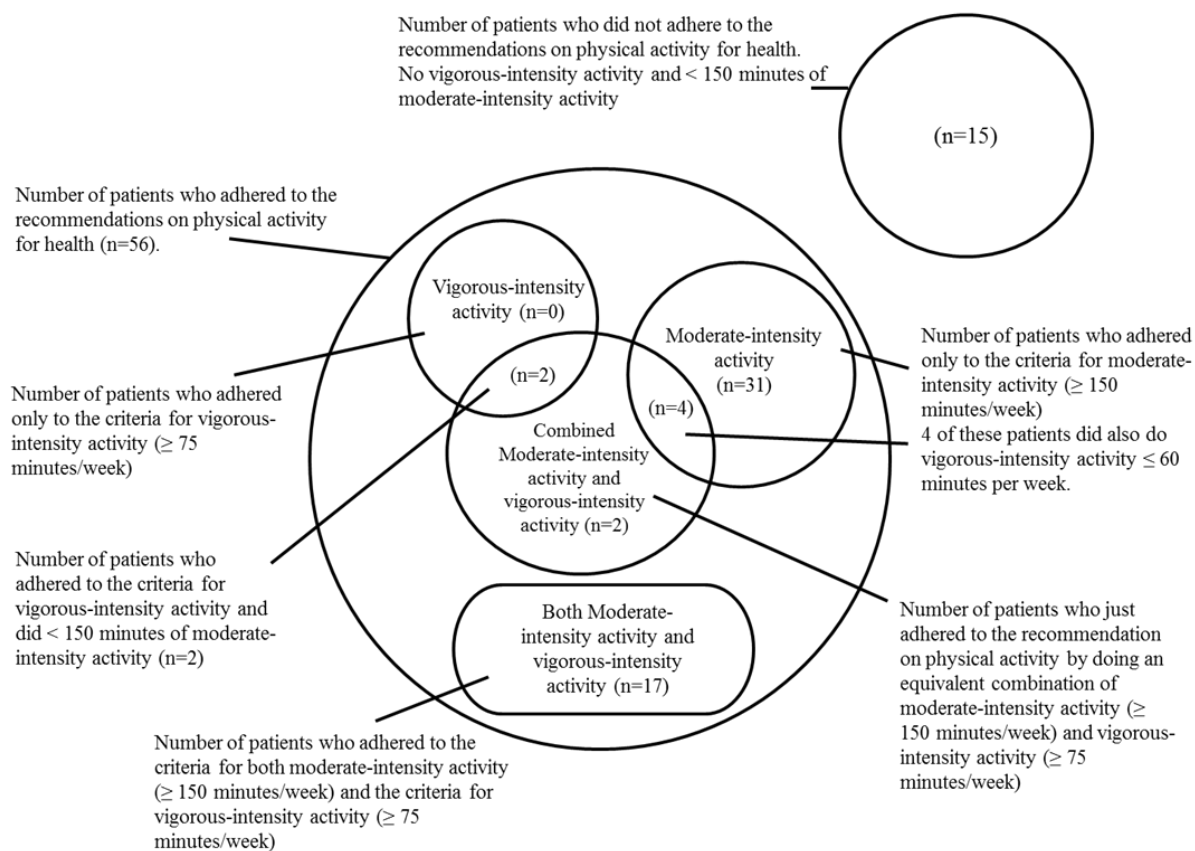 Number of patients who did not adhere to the
recommendations on physical activity for health.
No vigorous-intensity activity and < 150 minutes of
moderate-intensity activity
(n=15)
Number of patients who adhered to the
recommendations on physical activity
for health (n=56).
Vigorous-intensity
activity (n=0)
Moderate-intensity
activity
(n=31)
(n=2)
(n=4)
Combined
Moderate-intensity
activity and
vigorous-intensity
activity (n=2)
Number of patients who adhered
only to the criteria for moderate-
intensity activity (≥ 150
minutes/week)
4 of these patients did also do
vigorous-intensity activity ≤ 60
minutes per week.
Number of patients who adhered
only to the criteria for vigorous-
intensity activity (≥ 75
minutes/week)
Number of patients who
adhered to the criteria for
vigorous-intensity activity and
did < 150 minutes of moderate-
intensity activity (n=2)
Both Moderate-
intensity activity and
vigorous-intensity
activity (n=17)
Number of patients who just
adhered to the recommendation
on physical activity by doing an
equivalent combination of
moderate-intensity activity (≥
150 minutes/week) and vigorous-
intensity activity (≥ 75
minutes/week)
Number of patients who adhered to the
criteria for both moderate-intensity activity
(≥ 150 minutes/week) and the criteria for
vigorous-intensity activity (≥ 75
minutes/week)